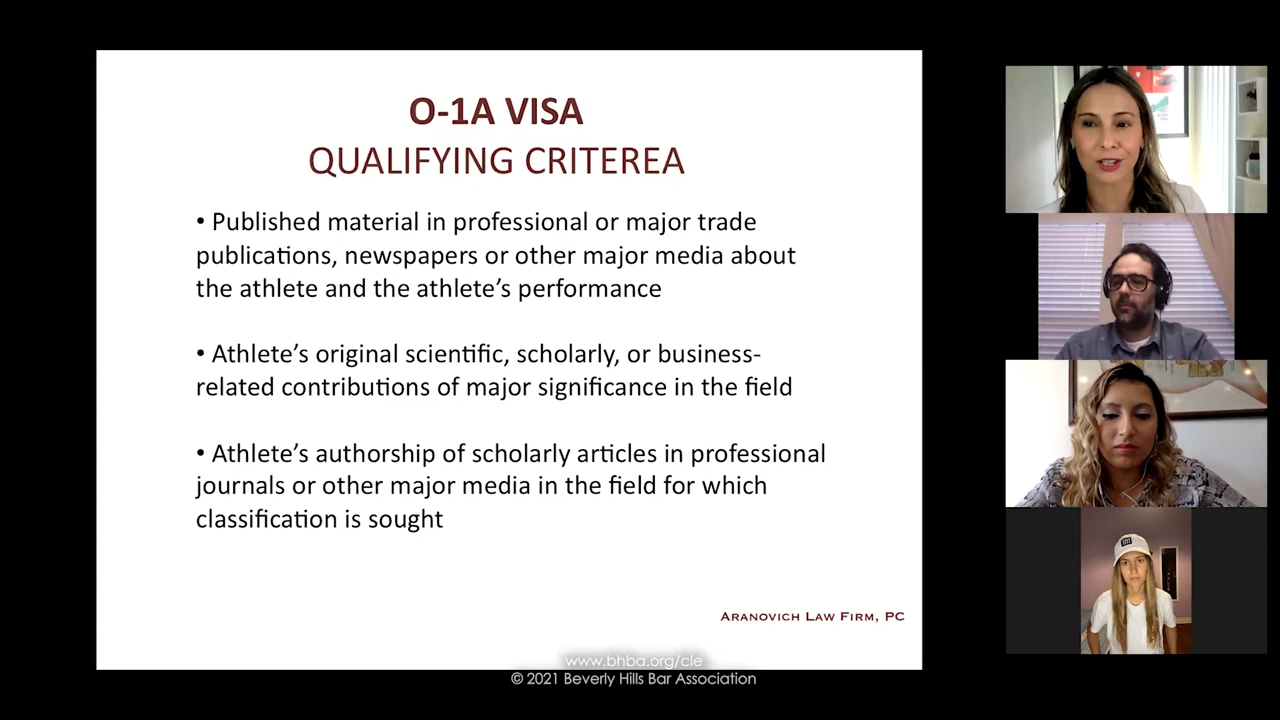 O-1A VISA
QUALIFYING CRITEREA
• Published material in professional or major trade
publications, newspapers or other major media about
the athlete and the athlete’s performance
• Athlete’s original scientific, scholarly, or business-
related contributions of major significance in the field
• Athlete’s authorship of scholarly articles in professional
journals or other major media in the field for which
classification is sought
ARANOVICH LAW FIRM, PC
www.bhba.org/cle
© 2021 Beverly Hills Bar Association